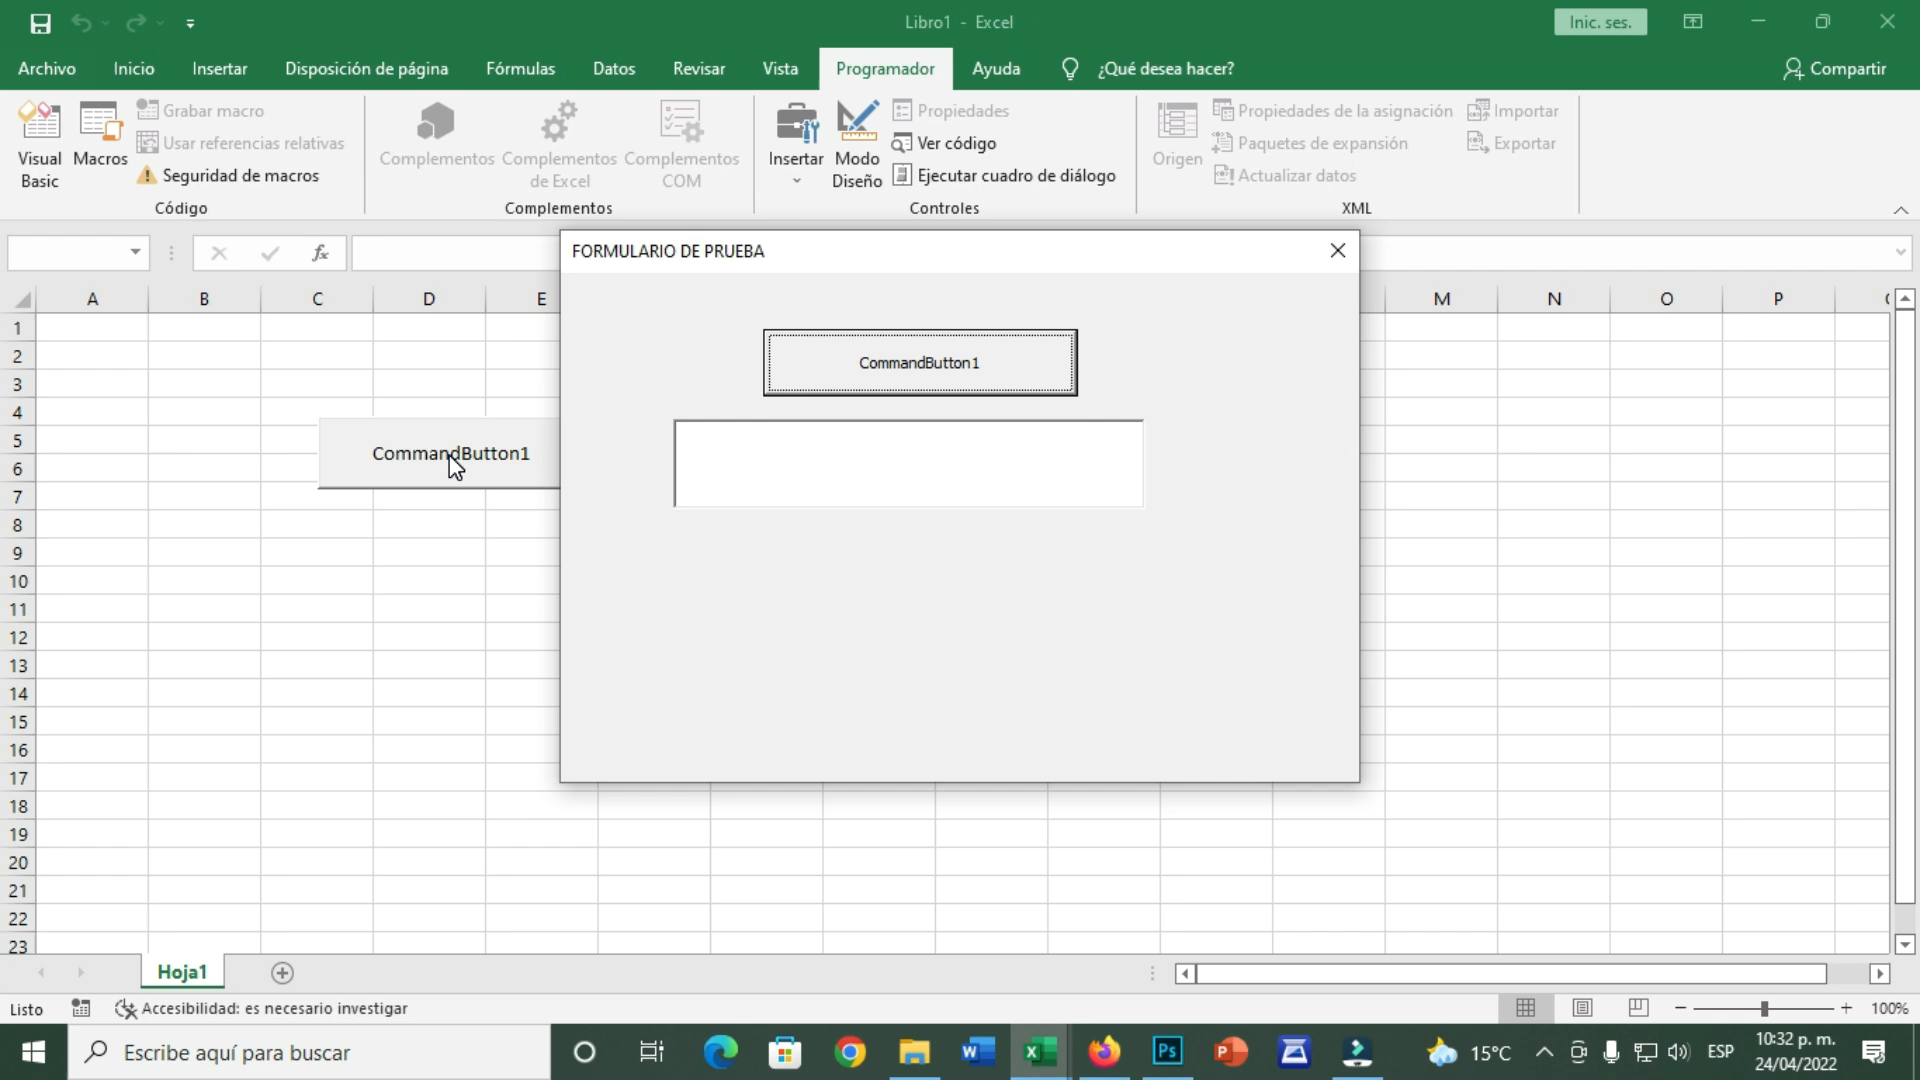 Libro1 - Excel
Inic. ses.
Archivo Inicio Insertar Disposición de página Fórmulas Datos Revisar Vista Programador Ayuda ¿Qué desea hacer? Compartir
Visual Basic
Macros
Grabar macro
Usar referencias relativas
Seguridad de macros
Código
Complementos
Complementos de Excel
Complementos COM
Complementos
Insertar
Modo Diseño
Propiedades
Ver código
Ejecutar cuadro de diálogo
Controles
Origen
Propiedades de la asignación
Paquetes de expansión
Actualizar datos
Importar
Exportar
XML
fx
FORMULARIO DE PRUEBA
A B C D E M N O P
1
2
3
4
5
6
7
8
9
10
11
12
13
14
15
16
17
18
19
20
21
22
23
CommandButton1
CommandButton1
Hoja1
Listo
Accesibilidad: es necesario investigar
100%
Escribe aquí para buscar
Ps
15°C
ESP
10:32 p. m.
24/04/2022